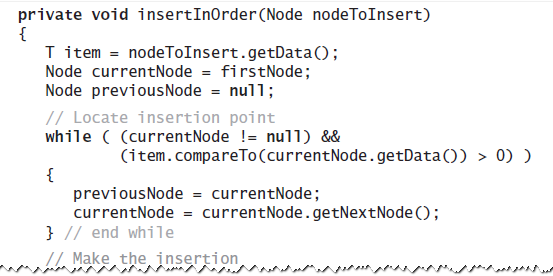 private void insertInOrder(Node nodeToInsert)
{
T item = nodeToInsert.getData();
Node currentNode = firstNode;
Node previousNode = null;
// Locate insertion point
while ( (currentNode != null) &&
(item.compareTo(currentNode.getData()) > 0) )
{
previousNode = currentNode;
currentNode = currentNode.getNextNode();
} // end while
// Make the insertion